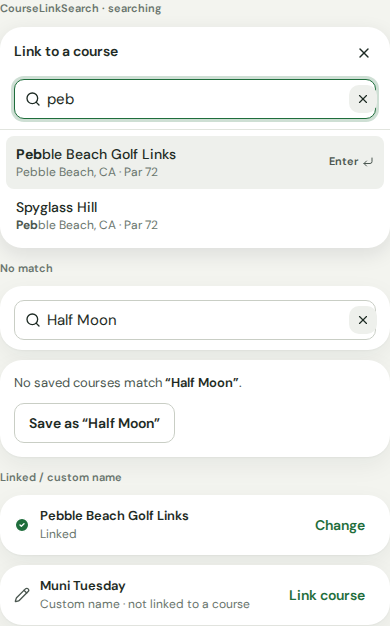 CourseLinkSearch · searching
Link to a course
peb
Pebble Beach Golf Links
Pebble Beach, CA · Par 72
Enter
Spyglass Hill
Pebble Beach, CA · Par 72
No match
Half Moon
No saved courses match “Half Moon”.
Save as “Half Moon”
Linked / custom name
Pebble Beach Golf Links
Linked
Change
Muni Tuesday
Custom name · not linked to a course
Link course